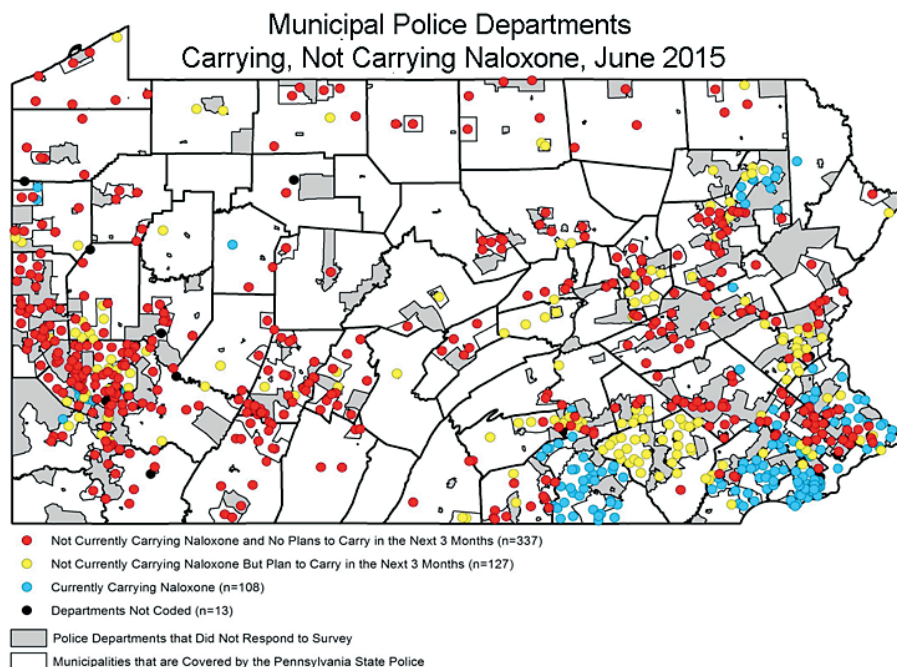 Municipal Police Departments
Carrying, Not Carrying Naloxone, June 2015
Not Currently Carrying Naloxone and No Plans to Carry in the Next 3 Months (n=337)
Not Currently Carrying Naloxone But Plan to Carry in the Next 3 Months (n=127)
Currently Carrying Naloxone (n=108)
Departments Not Coded (n=13)
Police Departments that Did Not Respond to Survey
Municipalities that are Covered by the Pennsylvania State Police